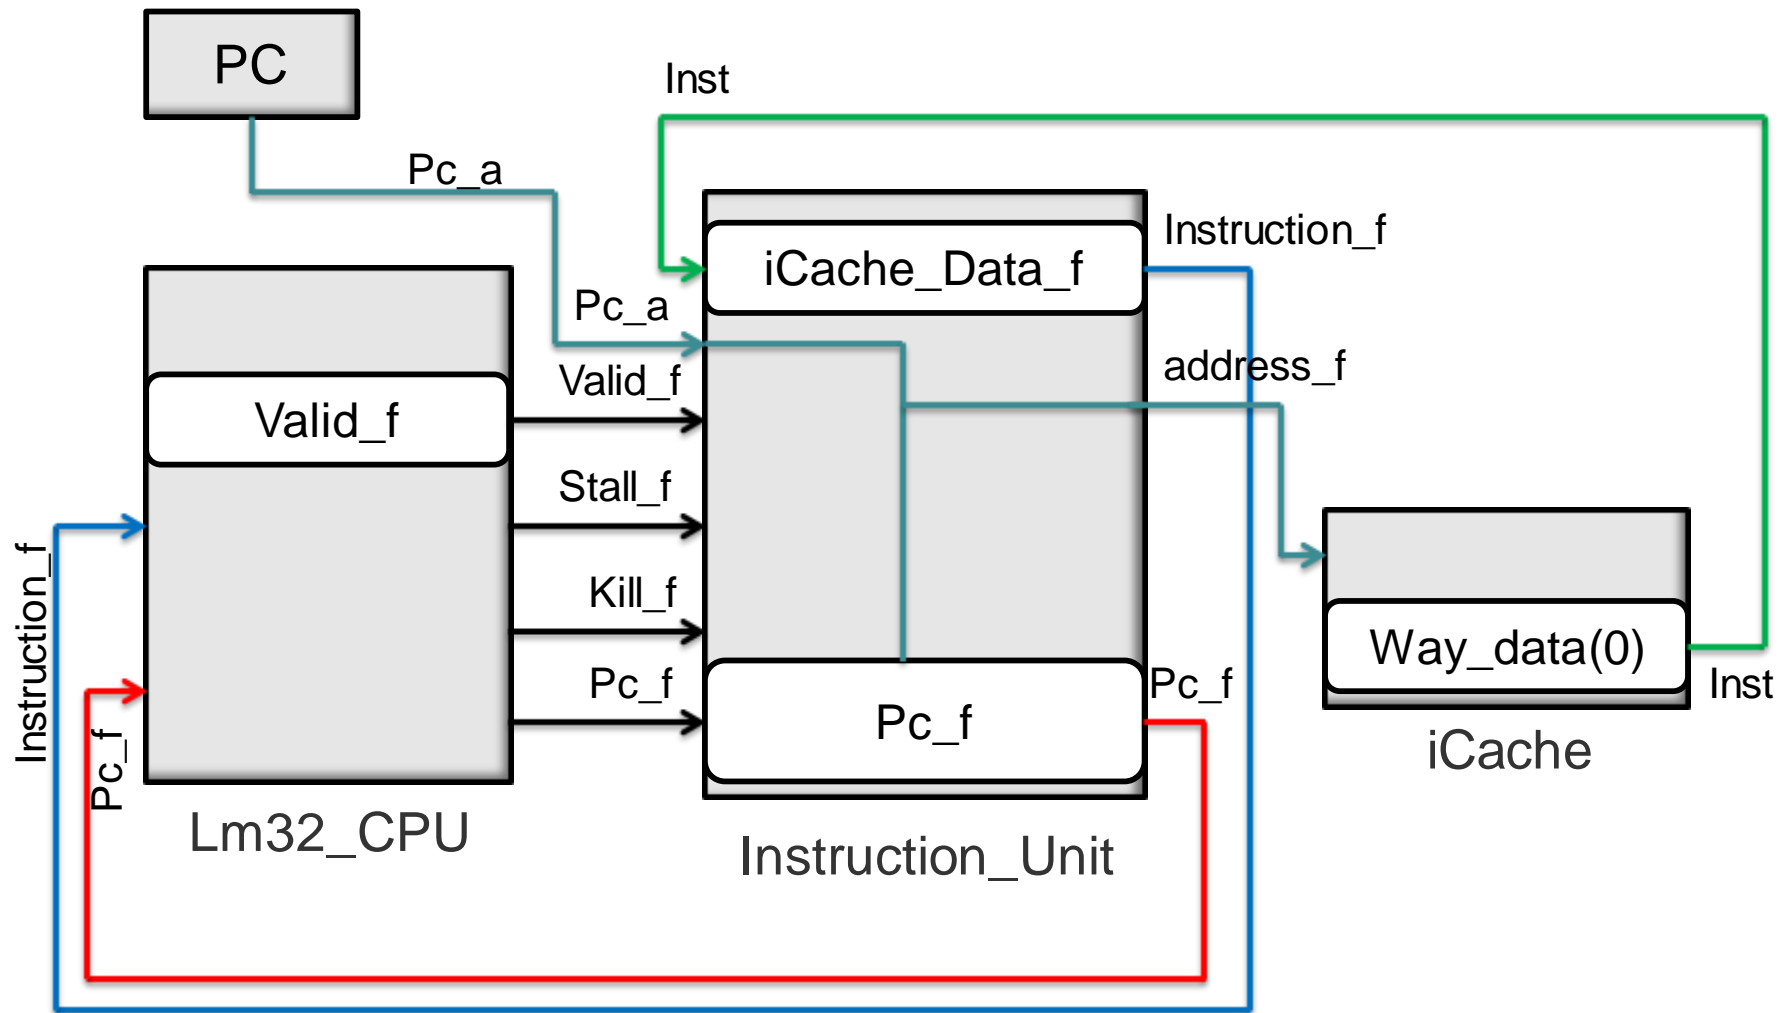 PC
Inst
Pc_a
Instruction_f
iCache_Data_f
Pc_a
address_f
Valid_f
Valid_f
Stall_f
Instruction_f
Kill_f
Way_data(0)
Pc_f
Pc_f
Inst
Pc_f
Pc_f
iCache
Lm32_CPU
Instruction_Unit